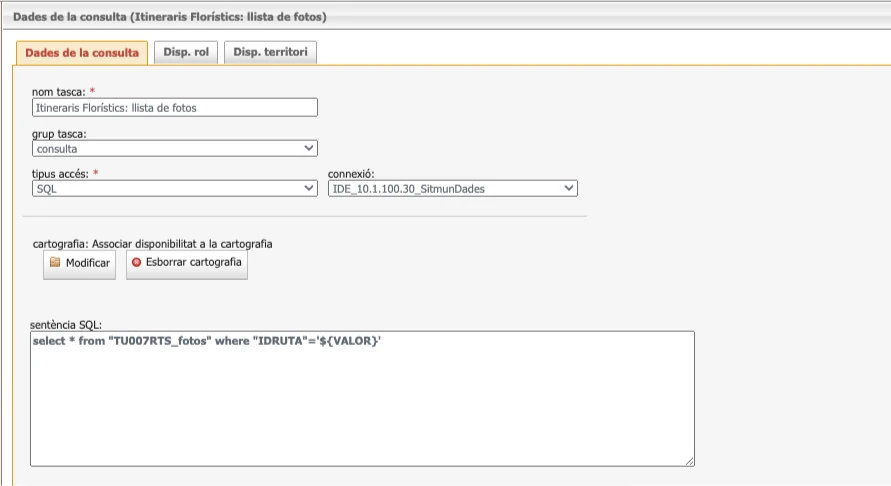 Dades de la consulta (Itineraris Florístics: llista de fotos)
Dades de la consulta Disp. rol Disp. territori
nom tasca: *
Itineraris Florístics: llista de fotos
grup tasca:
consulta
tipus accés: * connexió:
SQL IDE_10.1.100.30_SitmunDades
cartografia: Associar disponibilitat a la cartografia
Modificar Esborrar cartografia
sentència SQL:
select * from "TU007RTS_fotos" where "IDRUTA"='${VALOR}'